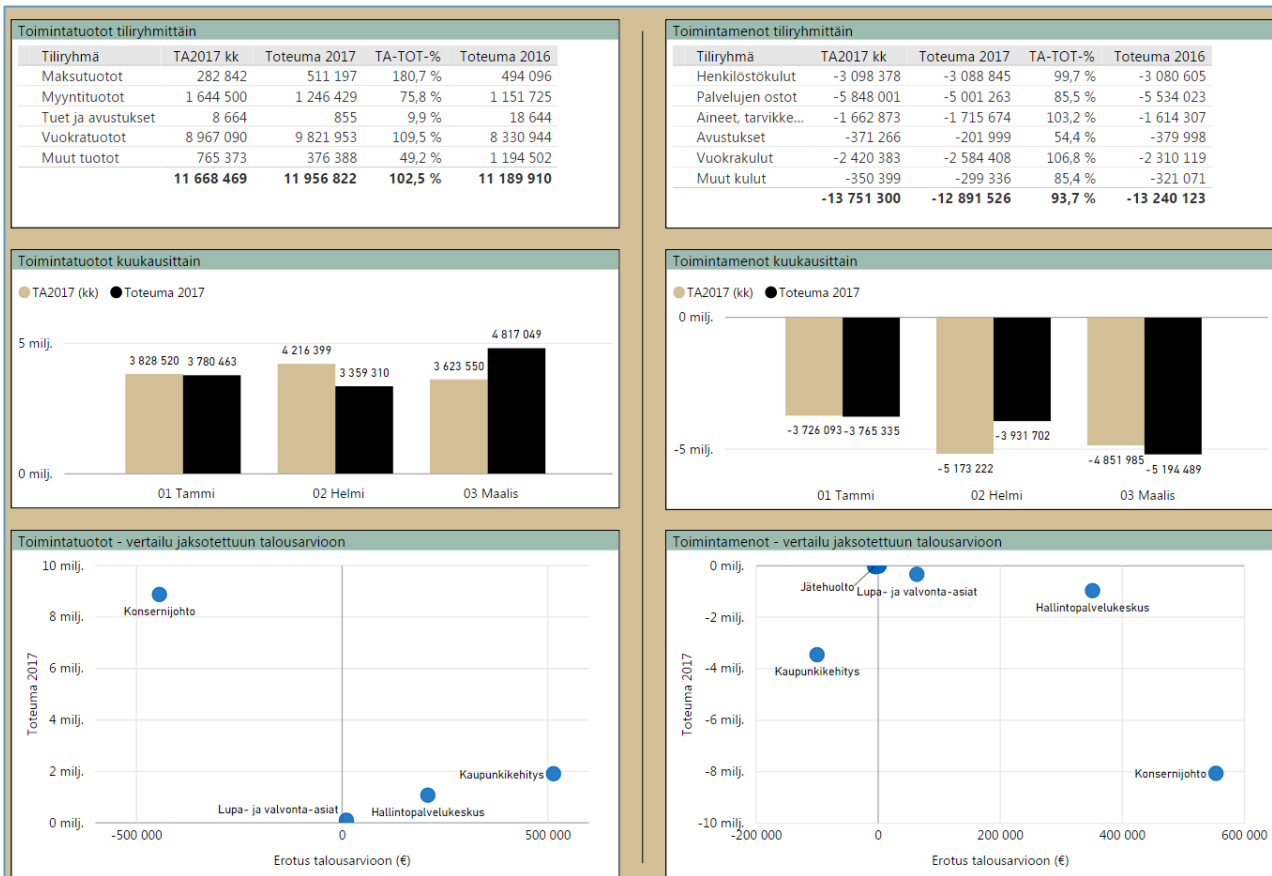 Toimintatuotot tiliryhmittäin
Tiliryhmä TA2017 kk Toteuma 2017 TA-TOT-% Toteuma 2016
Maksutuotot 282 842 511 197 180,7 % 494 096
Myyntituotot 1 644 500 1 246 429 75,8 % 1 151 725
Tuet ja avustukset 8 664 855 9,9 % 18 644
Vuokratuotot 8 967 090 9 821 953 109,5 % 8 330 944
Muut tuotot 765 373 376 388 49,2 % 1 194 502
11 668 469 11 956 822 102,5 % 11 189 910
Toimintamenot tiliryhmittäin
Tiliryhmä TA2017 kk Toteuma 2017 TA-TOT-% Toteuma 2016
Henkilöstökulut -3 098 378 -3 088 845 99,7 % -3 080 605
Palvelujen ostot -5 848 001 -5 001 263 85,5 % -5 534 023
Aineet, tarvikke... -1 662 873 -1 715 674 103,2 % -1 614 307
Avustukset -371 266 -201 999 54,4 % -379 998
Vuokrakulut -2 420 383 -2 584 408 106,8 % -2 310 119
Muut kulut -350 399 -299 336 85,4 % -321 071
-13 751 300 -12 891 526 93,7 % -13 240 123
Toimintatuotot kuukausittain
TA2017 (kk) Toteuma 2017
5 milj.
0 milj.
3 828 520 3 780 463
4 216 399 3 359 310
3 623 550 4 817 049
01 Tammi 02 Helmi 03 Maalis
Toimintamenot kuukausittain
TA2017 (kk) Toteuma 2017
0 milj.
-5 milj.
-3 726 093 -3 765 335
-5 173 222 -3 931 702
-4 851 985 -5 194 489
01 Tammi 02 Helmi 03 Maalis
Toimintatuotot - vertailu jaksotettuun talousarvioon
Toteuma 2017
10 milj.
8 milj.
6 milj.
4 milj.
2 milj.
0 milj.
Konsernijohto
Kaupunkikehitys
Lupa- ja valvonta-asiat
Hallintopalvelukeskus
-500 000 0 500 000
Erotus talousarvioon (€)
Toimintamenot - vertailu jaksotettuun talousarvioon
Toteuma 2017
0 milj.
-2 milj.
-4 milj.
-6 milj.
-8 milj.
-10 milj.
Jätehuolto
Lupa- ja valvonta-asiat
Hallintopalvelukeskus
Kaupunkikehitys
Konsernijohto
-200 000 0 200 000 400 000 600 000
Erotus talousarvioon (€)